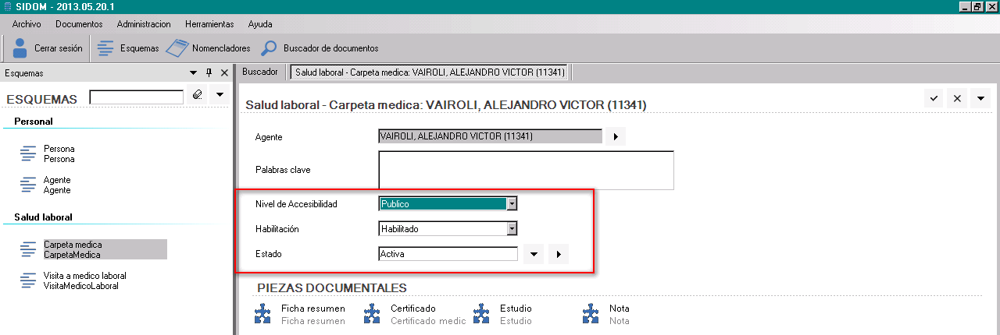 SIDOM - 2013.05.20.1
Archivo Documentos Administracion Herramientas Ayuda
Cerrar sesión Esquemas Nomencladores Buscador de documentos
Esquemas
Buscador Salud laboral - Carpeta medica: VAIROLI, ALEJANDRO VICTOR (11341)
ESQUEMAS
Personal
Persona
Persona
Agente
Agente
Salud laboral
Carpeta medica
CarpetaMedica
Visita a medico laboral
VisitaMedicoLaboral
Salud laboral - Carpeta medica: VAIROLI, ALEJANDRO VICTOR (11341)
Agente VAIROLI, ALEJANDRO VICTOR (11341)
Palabras clave
Nivel de Accesibilidad Publico
Habilitación Habilitado
Estado Activa
PIEZAS DOCUMENTALES
Ficha resumen Certificado Estudio Nota
Ficha resumen Certificado medic Estudio Nota